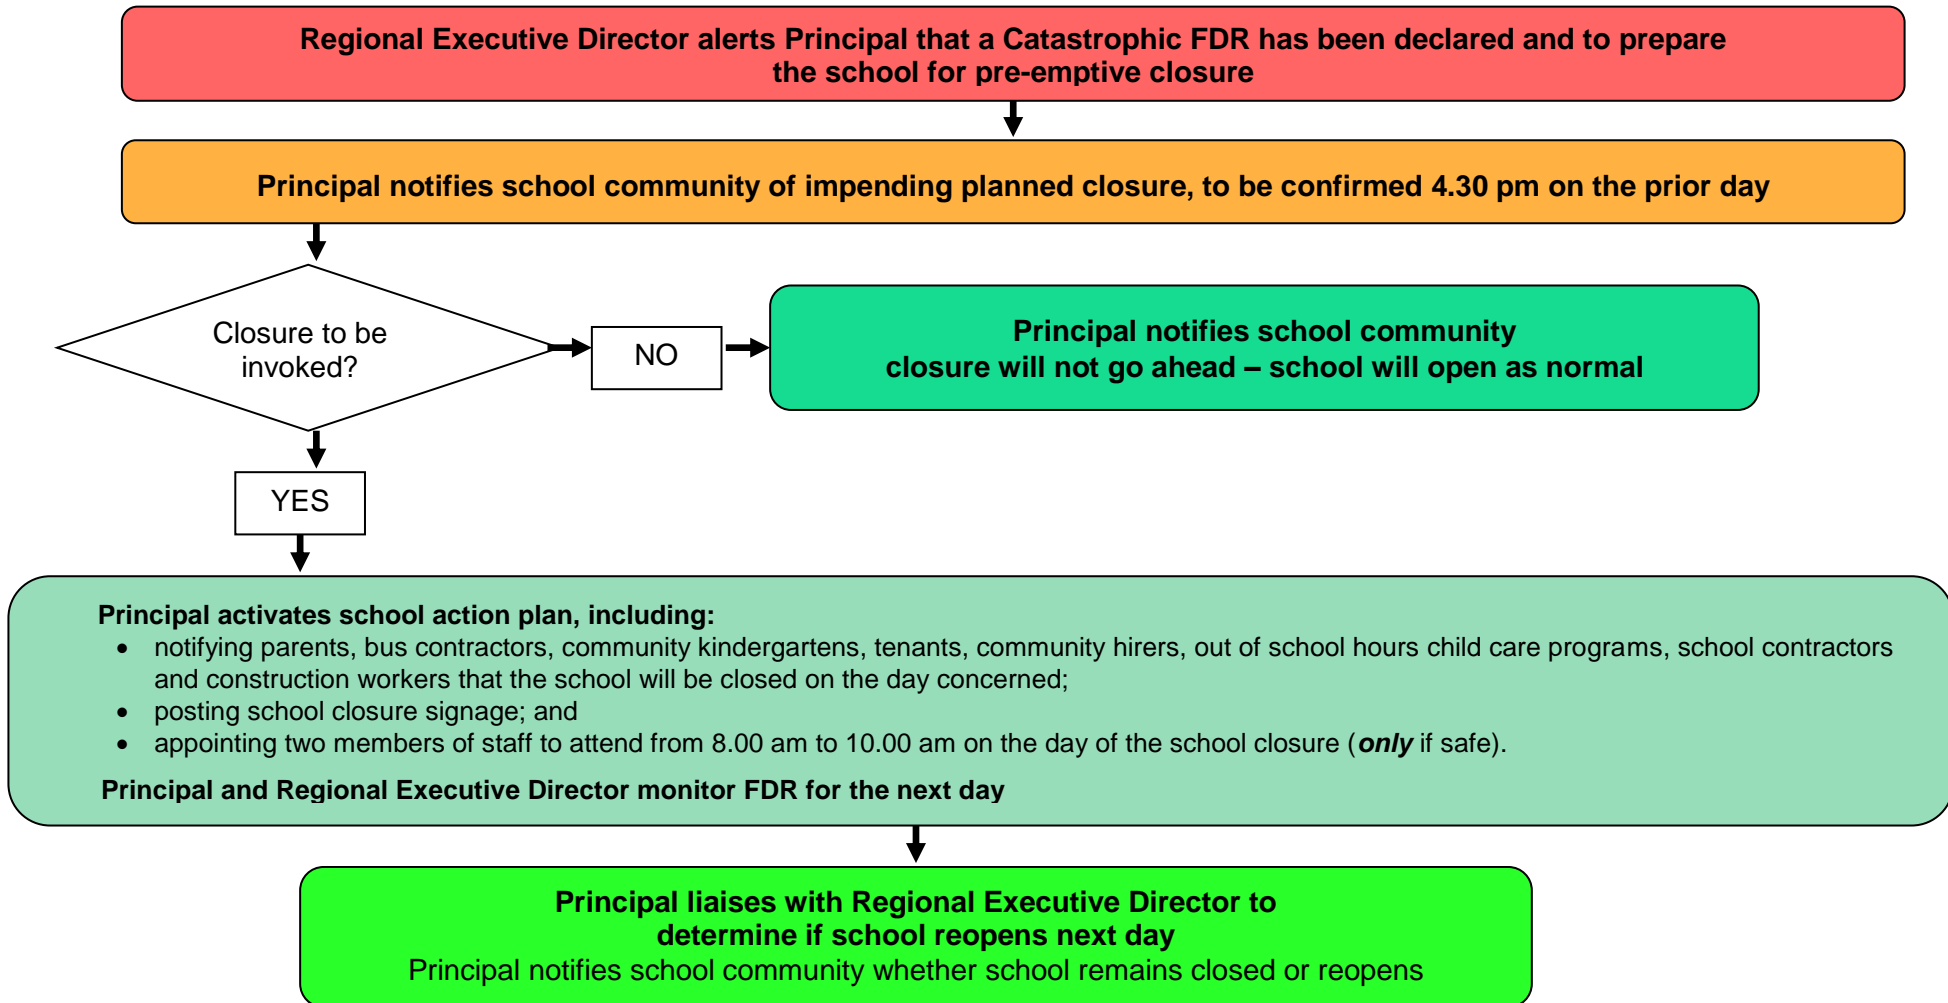 Regional Executive Director alerts Principal that a Catastrophic FDR has been declared and to prepare
the school for pre-emptive closure
Principal notifies school community of impending planned closure, to be confirmed 4.30 pm on the prior day
Closure to be
invoked?
NO
Principal notifies school community
closure will not go ahead – school will open as normal
YES
Principal activates school action plan, including:
• notifying parents, bus contractors, community kindergartens, tenants, community hirers, out of school hours child care programs, school contractors
and construction workers that the school will be closed on the day concerned;
• posting school closure signage; and
• appointing two members of staff to attend from 8.00 am to 10.00 am on the day of the school closure (only if safe).
Principal and Regional Executive Director monitor FDR for the next day
Principal liaises with Regional Executive Director to
determine if school reopens next day
Principal notifies school community whether school remains closed or reopens